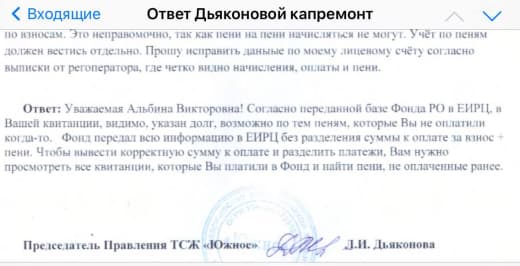 Входящие
Ответ Дьяконовой капремонт
по взносам. Это неправомочно, так как пени на пени начисляться не могут. Учёт по пеням
должен вестись отдельно. Прошу исправить данные по моему лицевому счёту согласно
выписки от регоператора, где четко видно начисления, оплаты и пени.
Ответ: Уважаемая Альбина Викторовна! Согласно переданной базе Фонда РО в ЕИРЦ, в
Вашей квитанции, видимо, указан долг, возможно по тем пеням, которые Вы не оплатили
когда-то. Фонд передал всю информацию в ЕИРЦ без разделения суммы к оплате за взнос +
пени. Чтобы вывести корректную сумму к оплате и разделить платежи, Вам нужно
просмотреть все квитанции, которые Вы платили в Фонд и найти пени, не оплаченные ранее.
Председатель Правления ТСЖ «Южное» Л.И. Дьяконова